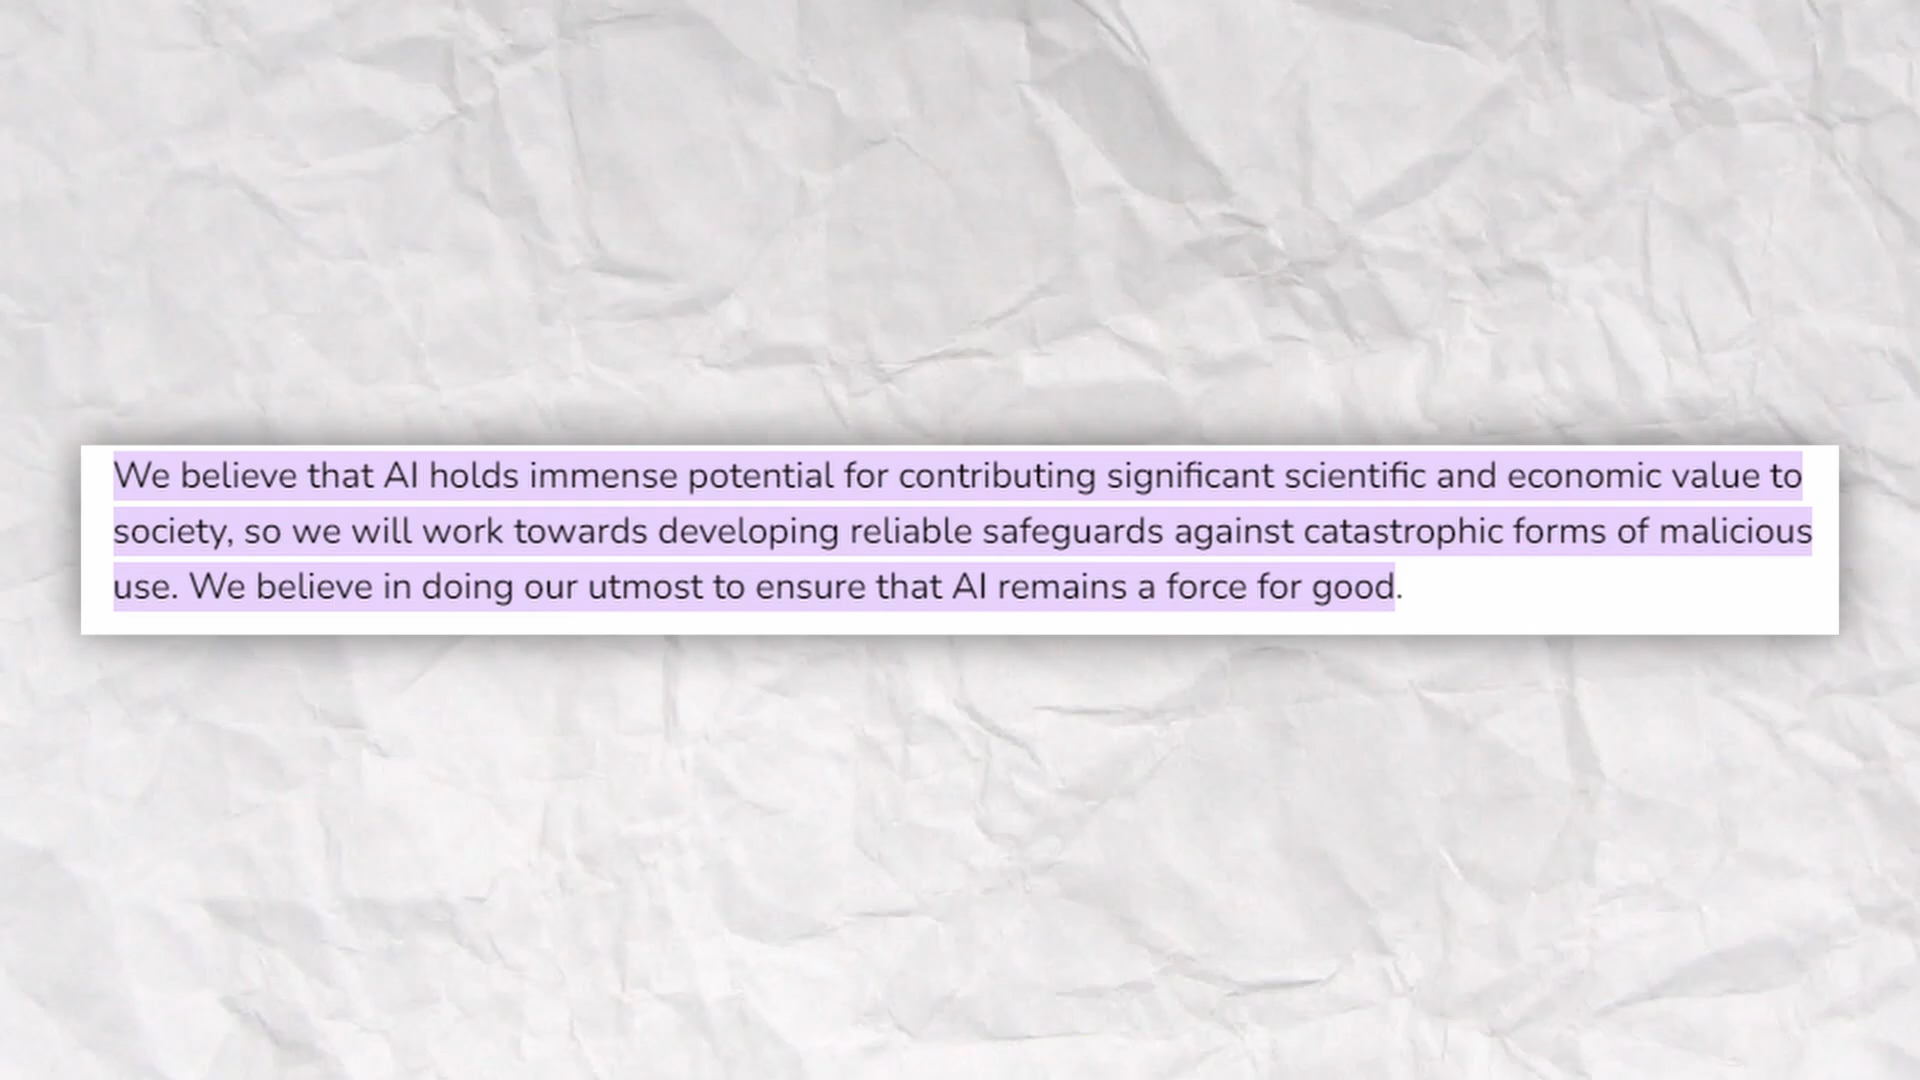 We believe that AI holds immense potential for contributing significant scientific and economic value to
society, so we will work towards developing reliable safeguards against catastrophic forms of malicious
use. We believe in doing our utmost to ensure that AI remains a force for good.